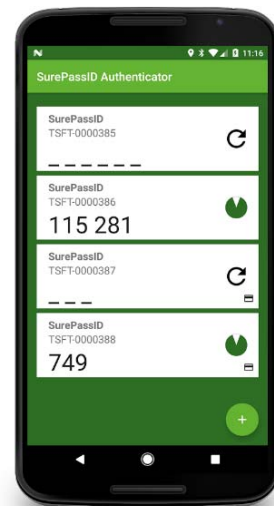 11:16
SurePassID Authenticator
SurePassID
TSFT-0000385
_ _ _ _ _ _
SurePassID
TSFT-0000386
115 281
SurePassID
TSFT-0000387
_ _ _
SurePassID
TSFT-0000388
749
+